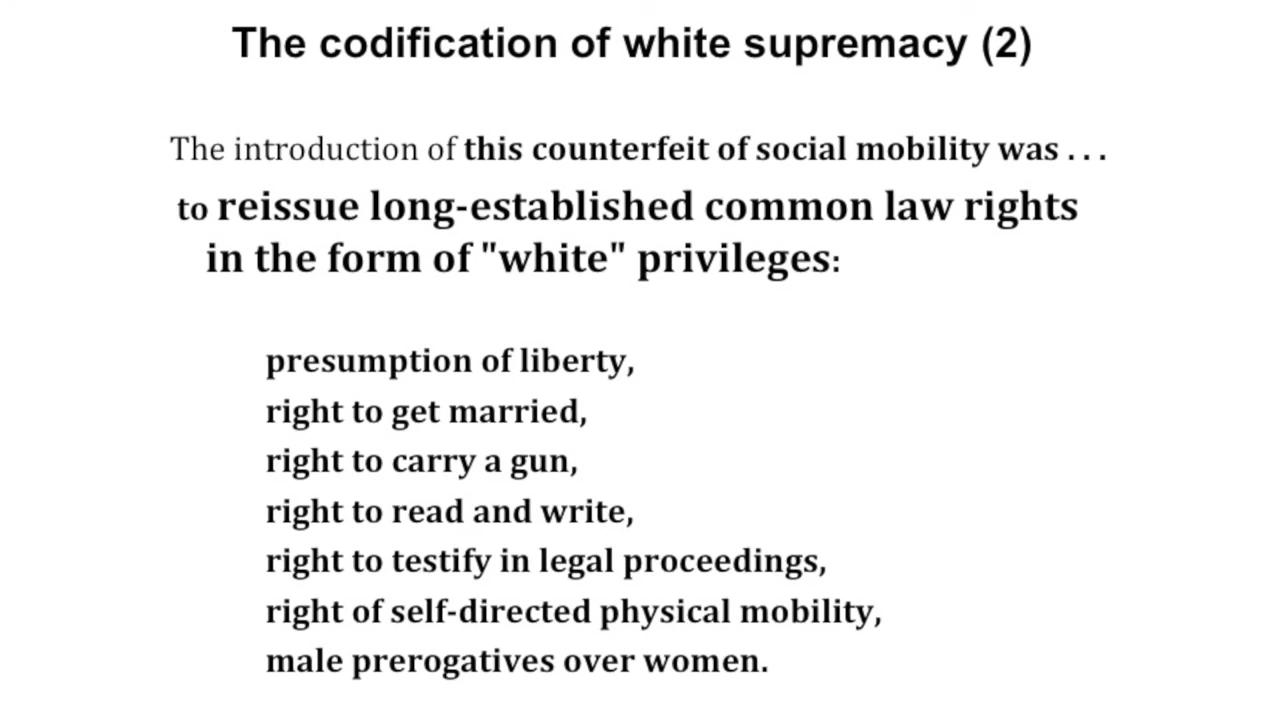 The codification of white supremacy (2)
The introduction of this counterfeit of social mobility was . . .
to reissue long-established common law rights
in the form of "white" privileges:
presumption of liberty,
right to get married,
right to carry a gun,
right to read and write,
right to testify in legal proceedings,
right of self-directed physical mobility,
male prerogatives over women.